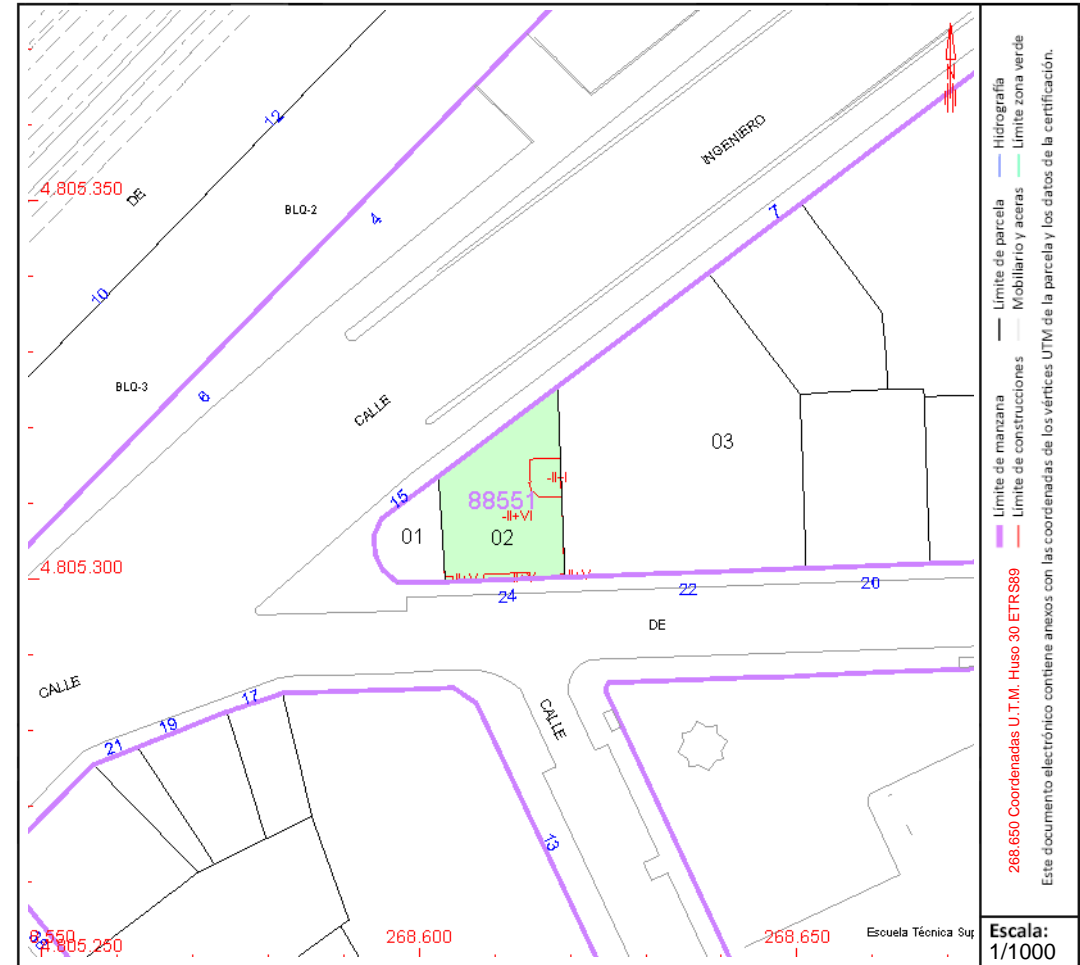 12
INGENIERO
4.805.350
DE
BLQ-2
4
7
10
BLQ-3
6
CALLE
03
15
88551
-II+I
-II+VI
01
02
4.805.300
24
22
20
DE
CALLE
17
19
21
CALLE
13
268.600
268.650
4.805.250
Escuela Técnica Sup
Hidrografía
Límite zona verde
Límite de parcela
Mobiliario y aceras
Límite de manzana
Límite de construcciones
268.650 Coordenadas U.T.M. Huso 30 ETRS89
Este documento electrónico contiene anexos con las coordenadas de los vértices UTM de la parcela y los datos de la certificación.
Escala:
1/1000